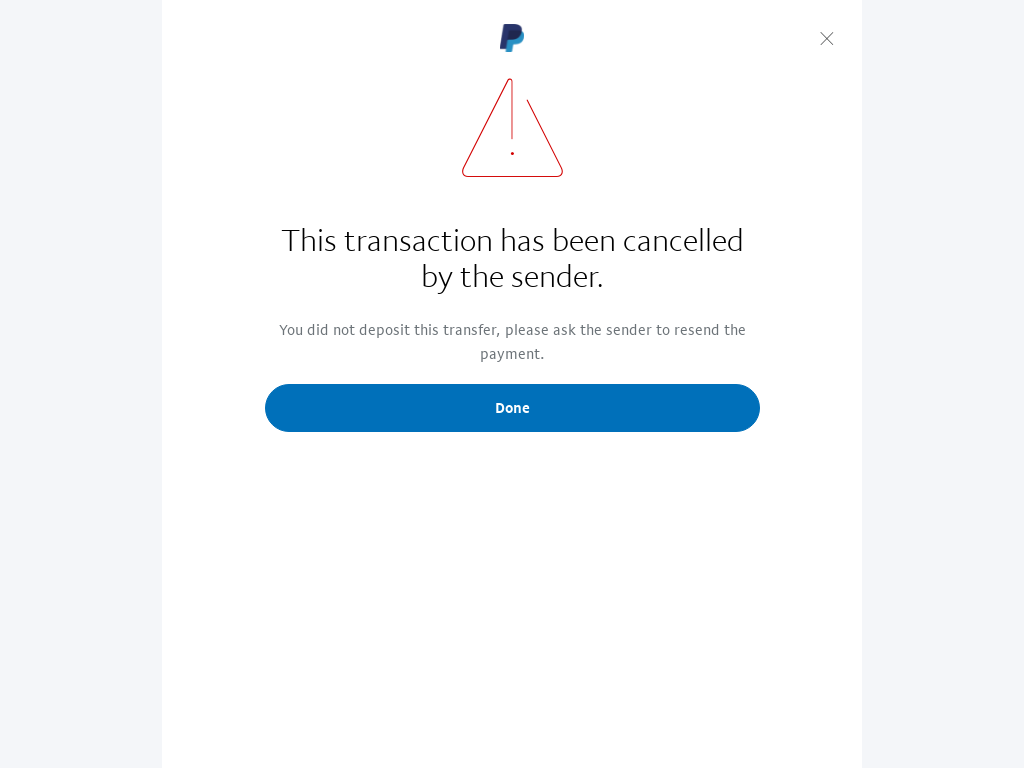 This transaction has been cancelled
by the sender.
You did not deposit this transfer, please ask the sender to resend the
payment.
Done